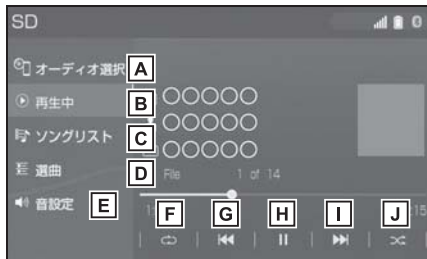 SD
オーディオ選択 A
再生中 B
○○○○○
ソングリスト C
○○○○○
○○○○○
選曲 D
File 1 of 14
音設定 E
F G H I J